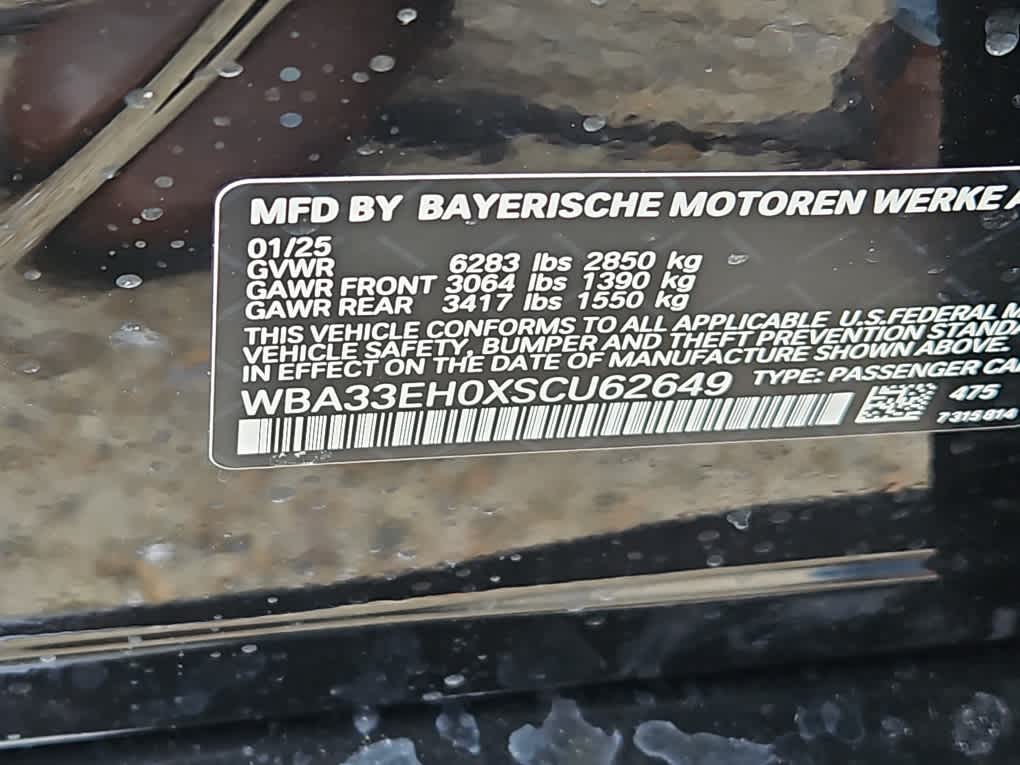 MFD BY BAYERISCHE MOTOREN WERKE A
01/25
GVWR 6283 lbs 2850 kg
GAWR FRONT 3064 lbs 1390 kg
GAWR REAR 3417 lbs 1550 kg
THIS VEHICLE CONFORMS TO ALL APPLICABLE U.S.FEDERAL M
VEHICLE SAFETY, BUMPER AND THEFT PREVENTION STANDA
IN EFFECT ON THE DATE OF MANUFACTURE SHOWN ABOVE.
WBA33EH0XSCU62649 TYPE: PASSENGER CA
475
7315814